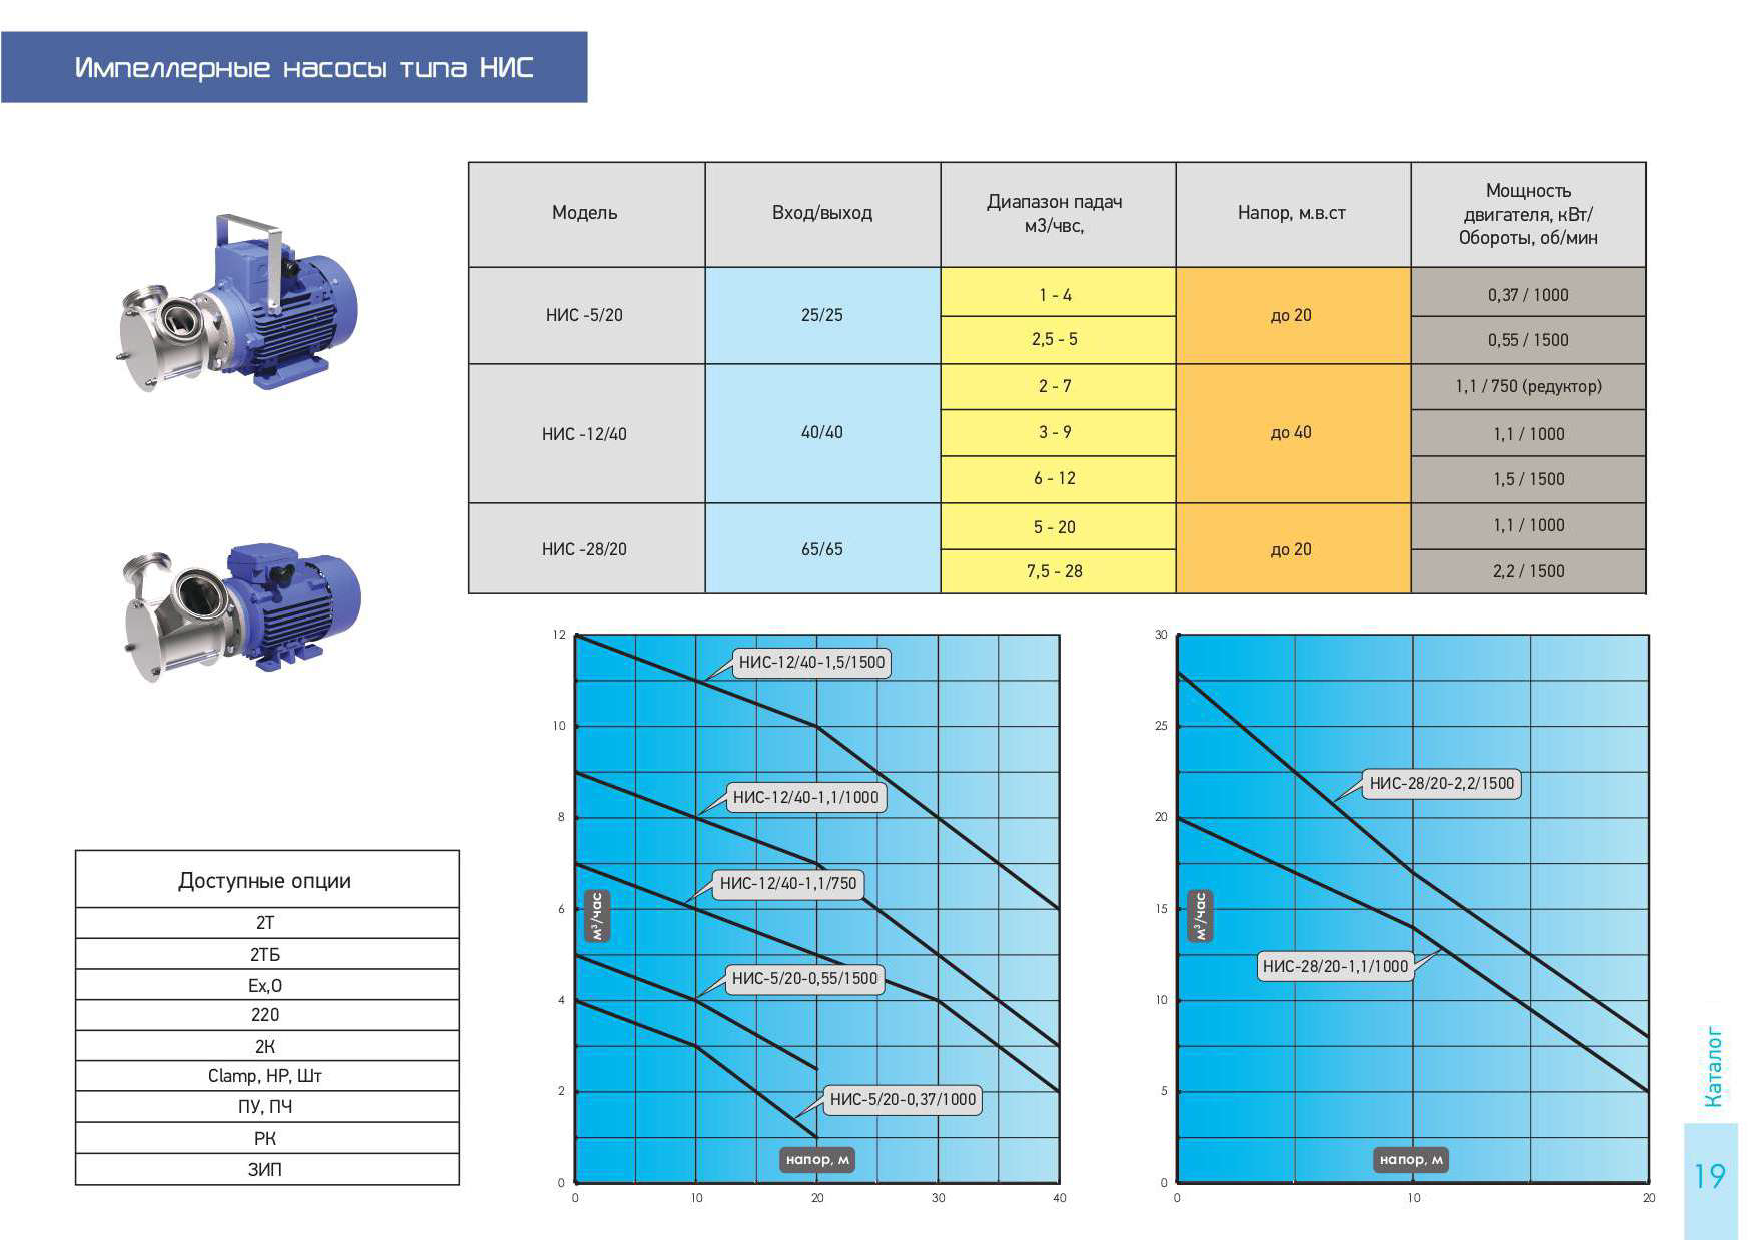 Импеллерные насосы типа НИС
Модель
Вход/выход
Диапазон падач
м3/чвс,
Напор, м.в.ст
Мощность
двигателя, кВт/
Обороты, об/мин
НИС -5/20
25/25
1 - 4
до 20
0,37 / 1000
2,5 - 5
0,55 / 1500
НИС -12/40
40/40
2 - 7
до 40
1,1 / 750 (редуктор)
3 - 9
1,1 / 1000
6 - 12
1,5 / 1500
НИС -28/20
65/65
5 - 20
до 20
1,1 / 1000
7,5 - 28
2,2 / 1500
Доступные опции
2Т
2ТБ
Ex,O
220
2К
Clamp, НР, Шт
ПУ, ПЧ
РК
ЗИП
12
10
8
6
4
2
0
м³/час
НИС-12/40-1,5/1500
НИС-12/40-1,1/1000
НИС-12/40-1,1/750
НИС-5/20-0,55/1500
НИС-5/20-0,37/1000
напор, м
0 10 20 30 40
30
25
20
15
10
5
0
м³/час
НИС-28/20-2,2/1500
НИС-28/20-1,1/1000
напор, м
0 10 20
Каталог
19